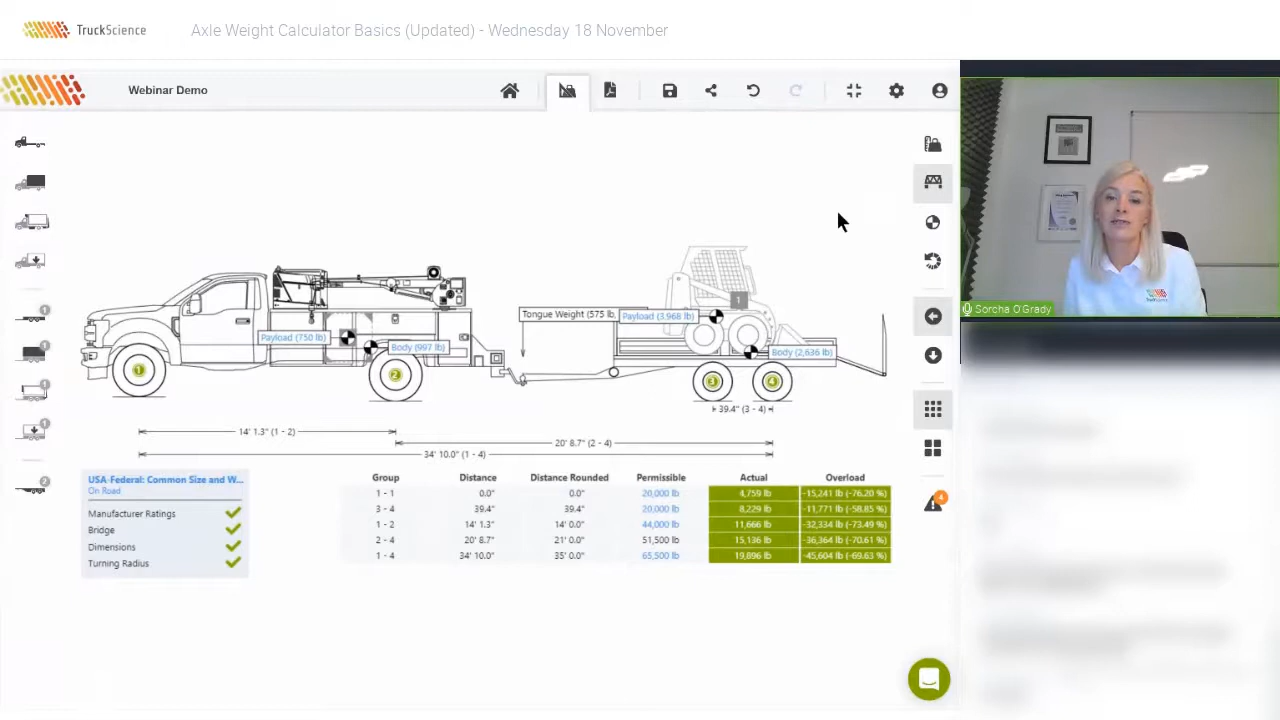 TruckScience
Axle Weight Calculator Basics (Updated) - Wednesday 18 November
Webinar Demo
Sorcha O'Grady
1
Tongue Weight (575 lb,
Payload (3,968 lb)
Payload (750 lb)
Body (997 lb)
Body (2,636 lb)
1
2
3
4
39.4" (3 - 4)
14' 1.3" (1 - 2)
20' 8.7" (2 - 4)
34' 10.0" (1 - 4)
1
1
1
1
2
4
USA-Federal: Common Size and W...
On Road
Manufacturer Ratings
Bridge
Dimensions
Turning Radius
Group Distance Distance Rounded Permissible Actual Overload
1 - 1 0.0" 0.0" 20,000 lb 4,759 lb -15,241 lb (-76.20 %)
3 - 4 39.4" 39.4" 20,000 lb 8,229 lb -11,771 lb (-58.85 %)
1 - 2 14' 1.3" 14' 0.0" 44,000 lb 11,666 lb -32,334 lb (-73.49 %)
2 - 4 20' 8.7" 21' 0.0" 51,500 lb 15,136 lb -36,364 lb (-70.61 %)
1 - 4 34' 10.0" 35' 0.0" 65,500 lb 19,896 lb -45,604 lb (-69.63 %)